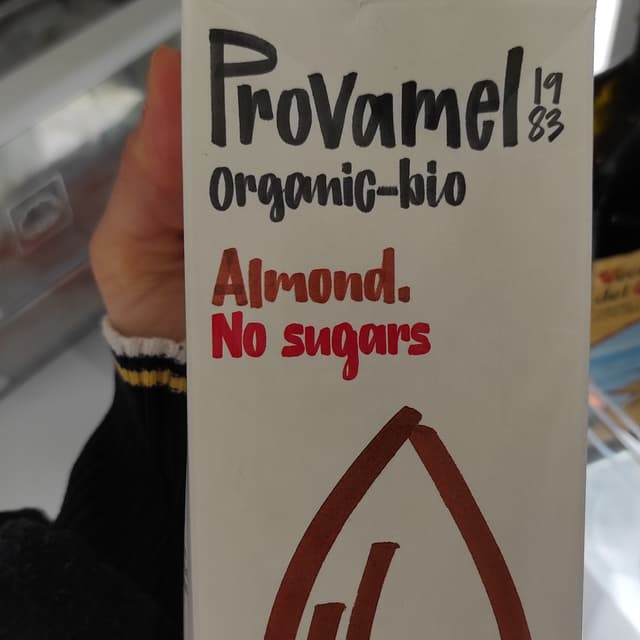 Provamel
19
83
organic-bio
Almond.
No sugars